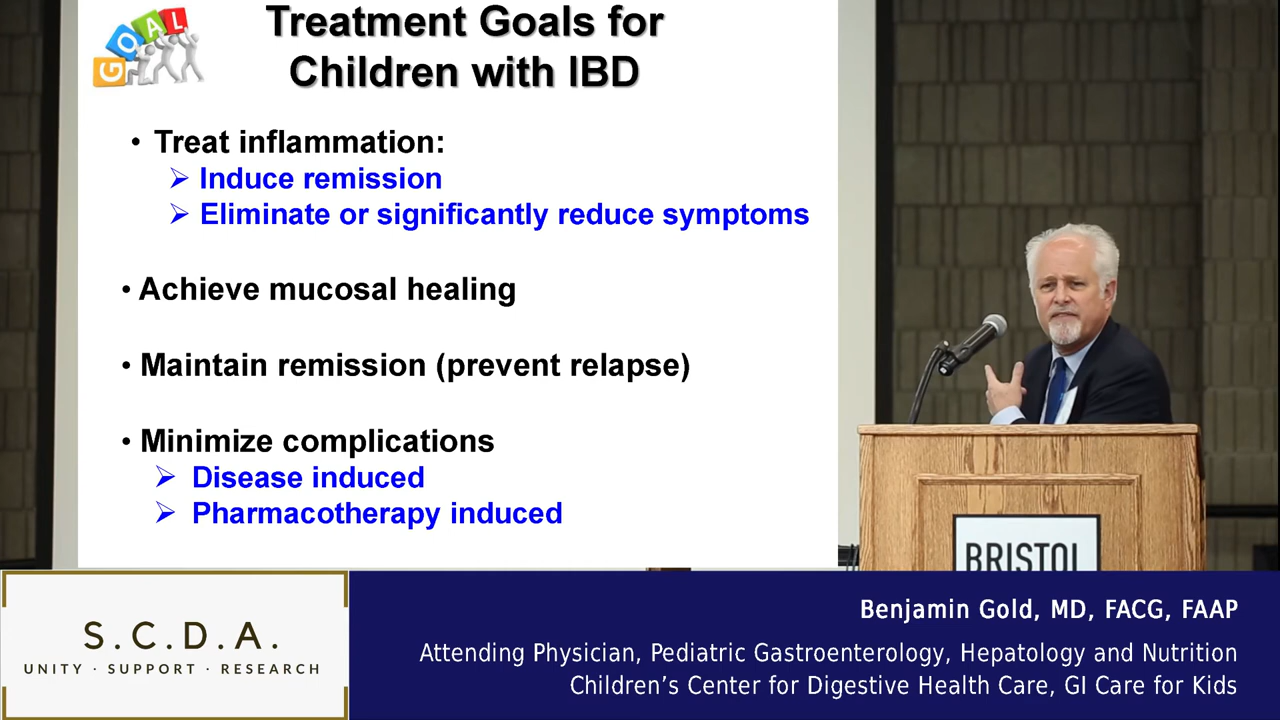 GOAL
Treatment Goals for
Children with IBD
• Treat inflammation:
➢ Induce remission
➢ Eliminate or significantly reduce symptoms
• Achieve mucosal healing
• Maintain remission (prevent relapse)
• Minimize complications
➢ Disease induced
➢ Pharmacotherapy induced
BRISTOL
S.C.D.A.
UNITY · SUPPORT · RESEARCH
Benjamin Gold, MD, FACG, FAAP
Attending Physician, Pediatric Gastroenterology, Hepatology and Nutrition
Children’s Center for Digestive Health Care, GI Care for Kids